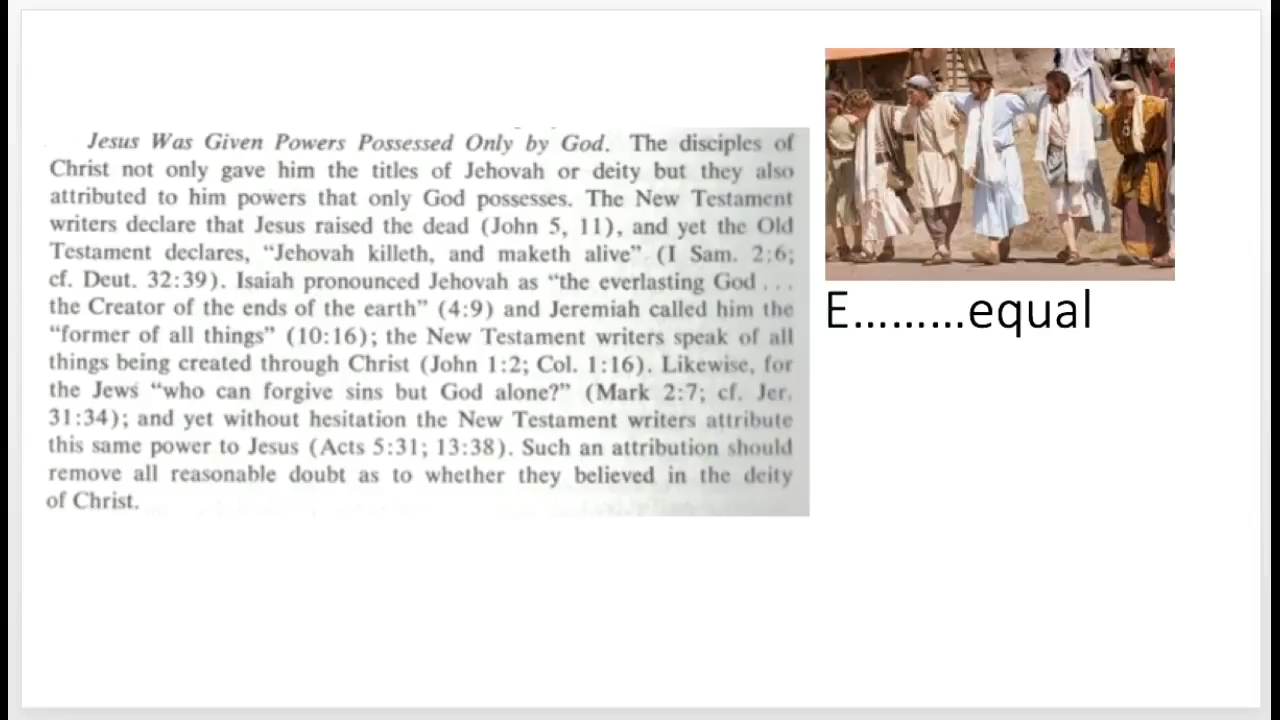 Jesus Was Given Powers Possessed Only by God. The disciples of
Christ not only gave him the titles of Jehovah or deity but they also
attributed to him powers that only God possesses. The New Testament
writers declare that Jesus raised the dead (John 5, 11), and yet the Old
Testament declares, “Jehovah killeth, and maketh alive” (I Sam. 2:6;
cf. Deut. 32:39). Isaiah pronounced Jehovah as “the everlasting God . . .
the Creator of the ends of the earth” (4:9) and Jeremiah called him the
“former of all things” (10:16); the New Testament writers speak of all
things being created through Christ (John 1:2; Col. 1:16). Likewise, for
the Jews “who can forgive sins but God alone?” (Mark 2:7; cf. Jer.
31:34); and yet without hesitation the New Testament writers attribute
this same power to Jesus (Acts 5:31; 13:38). Such an attribution should
remove all reasonable doubt as to whether they believed in the deity
of Christ.
E.........equal